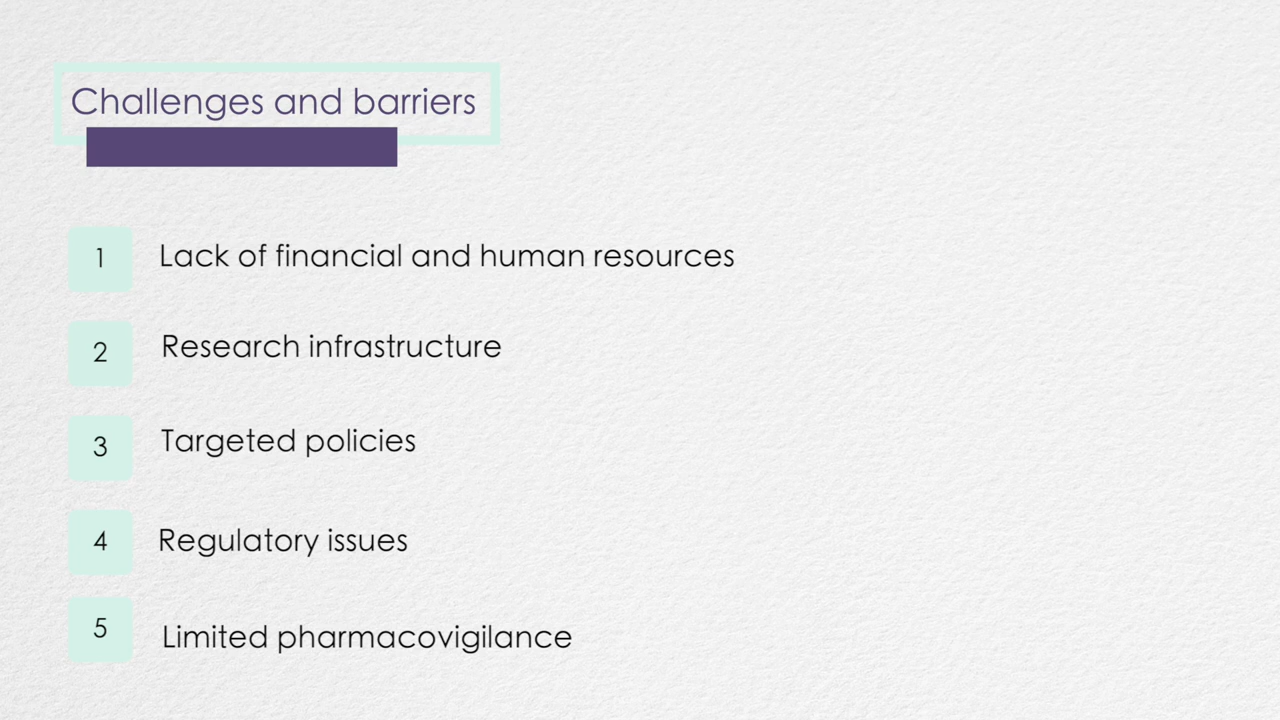 Challenges and barriers
1 Lack of financial and human resources
2 Research infrastructure
3 Targeted policies
4 Regulatory issues
5 Limited pharmacovigilance